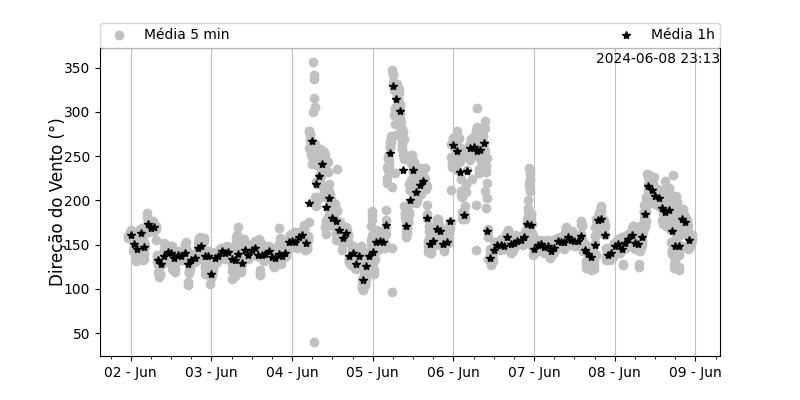 Média 5 min
Média 1h
2024-06-08 23:13
Direção do Vento (°)
350
300
250
200
150
100
50
02 - Jun
03 - Jun
04 - Jun
05 - Jun
06 - Jun
07 - Jun
08 - Jun
09 - Jun